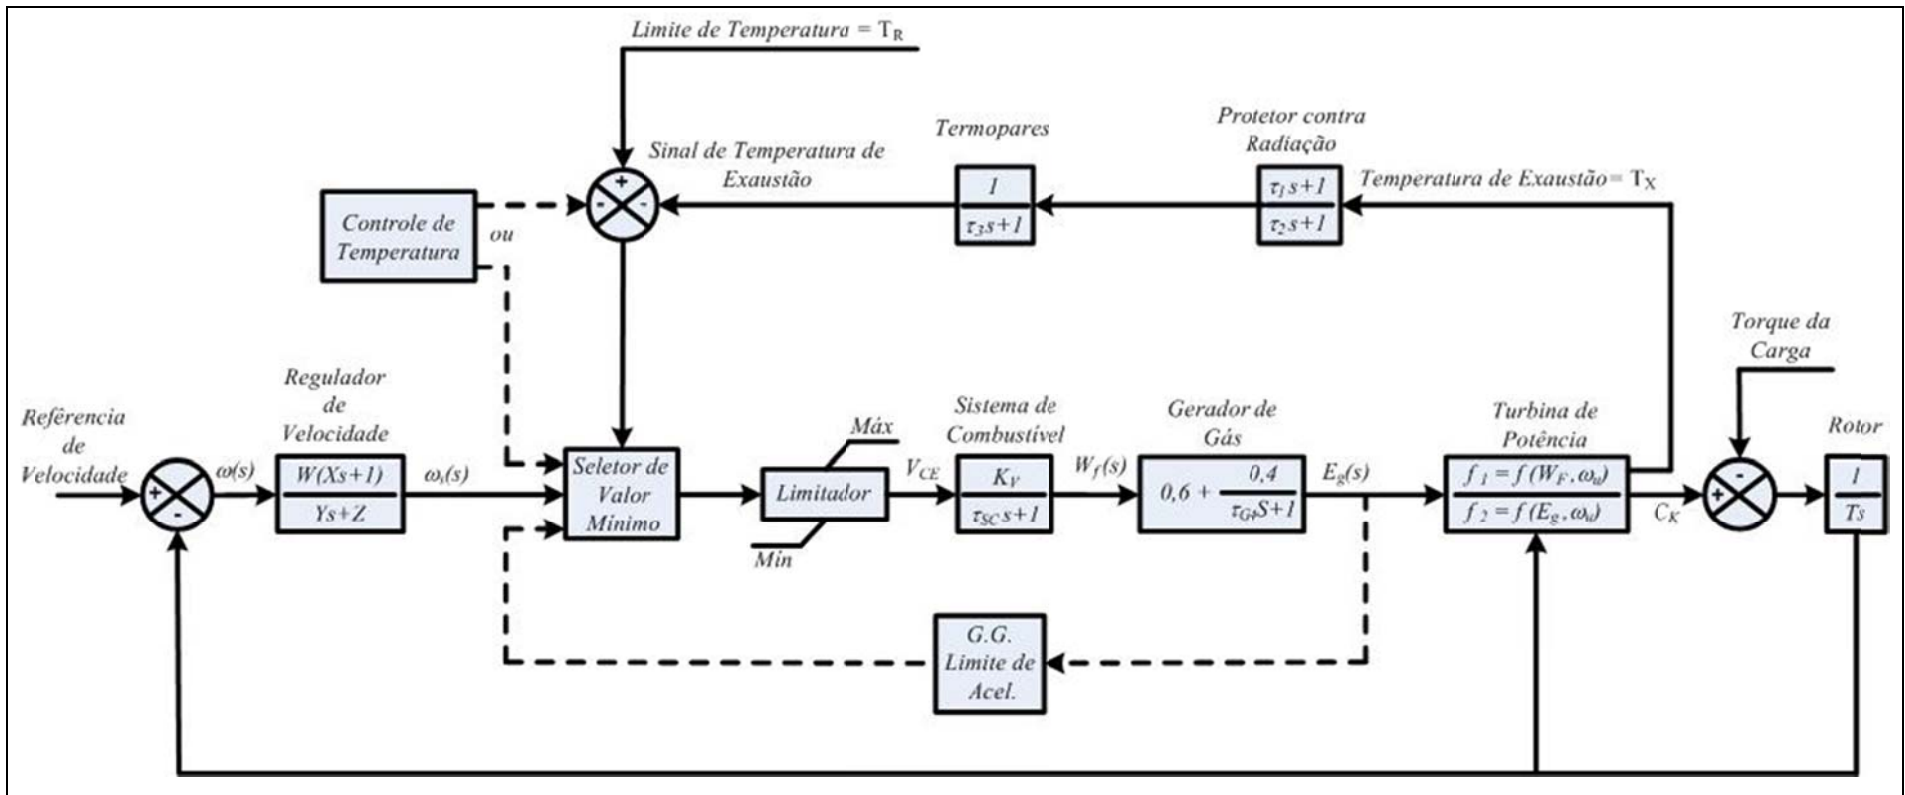 Limite de Temperatura = T_R
Protetor contra
Radiação
Termopares
Sinal de Temperatura de
Exaustão
Temperatura de Exaustão= T_X
+
-
-
1
τ₃s+1
τ₁s+1
τ₂s+1
Controle de
Temperatura
ou
Torque da
Carga
Refêrencia
de
Velocidade
Regulador
de
Velocidade
Sistema de
Combustível
Gerador de
Gás
Turbina de
Potência
Rotor
+
-
ω(s)
W(Xs+1)
Ys+Z
ωᵢ(s)
Seletor de
Valor
Mínimo
Máx
Limitador
Mín
V_CE
K_V
τ_SC s+1
W_f(s)
0,6 +
0,4
τ_G S+1
E_g(s)
f₁ = f(W_F, ω_u)
f₂ = f(E_g, ω_u)
C_K
-
+
1
Ts
G.G.
Limite de
Acel.